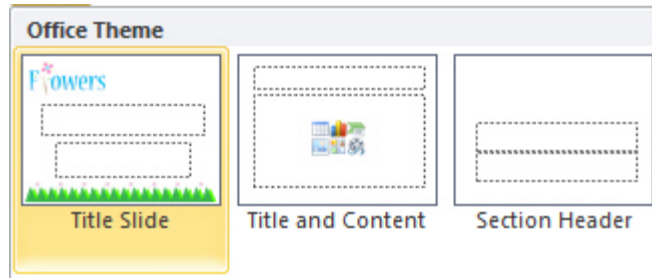 Office Theme
Flowers
Title Slide
Title and Content
Section Header